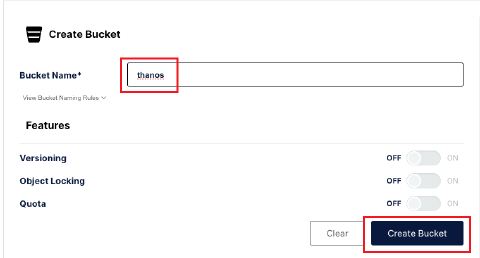 Create Bucket
Bucket Name*
thanos
View Bucket Naming Rules
Features
Versioning OFF ON
Object Locking OFF ON
Quota OFF ON
Clear Create Bucket